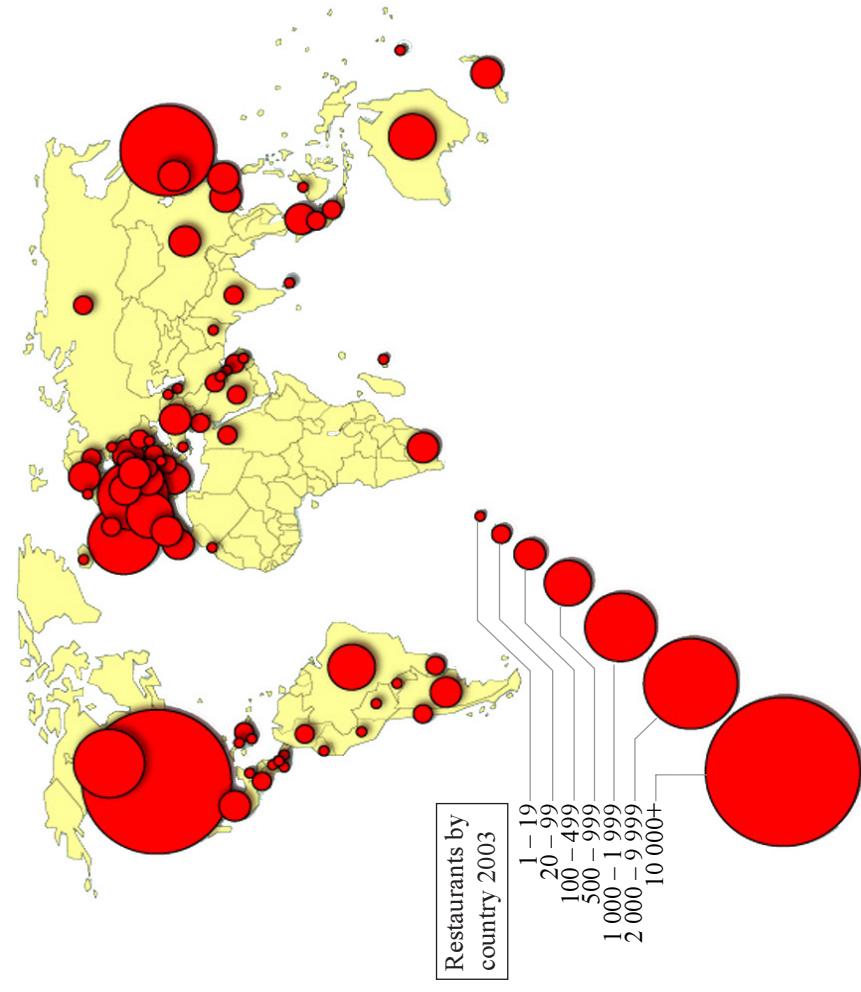 Restaurants by
country 2003
1 – 19
20 – 99
100 – 499
500 – 999
1 000 – 1 999
2 000 – 9 999
10 000+